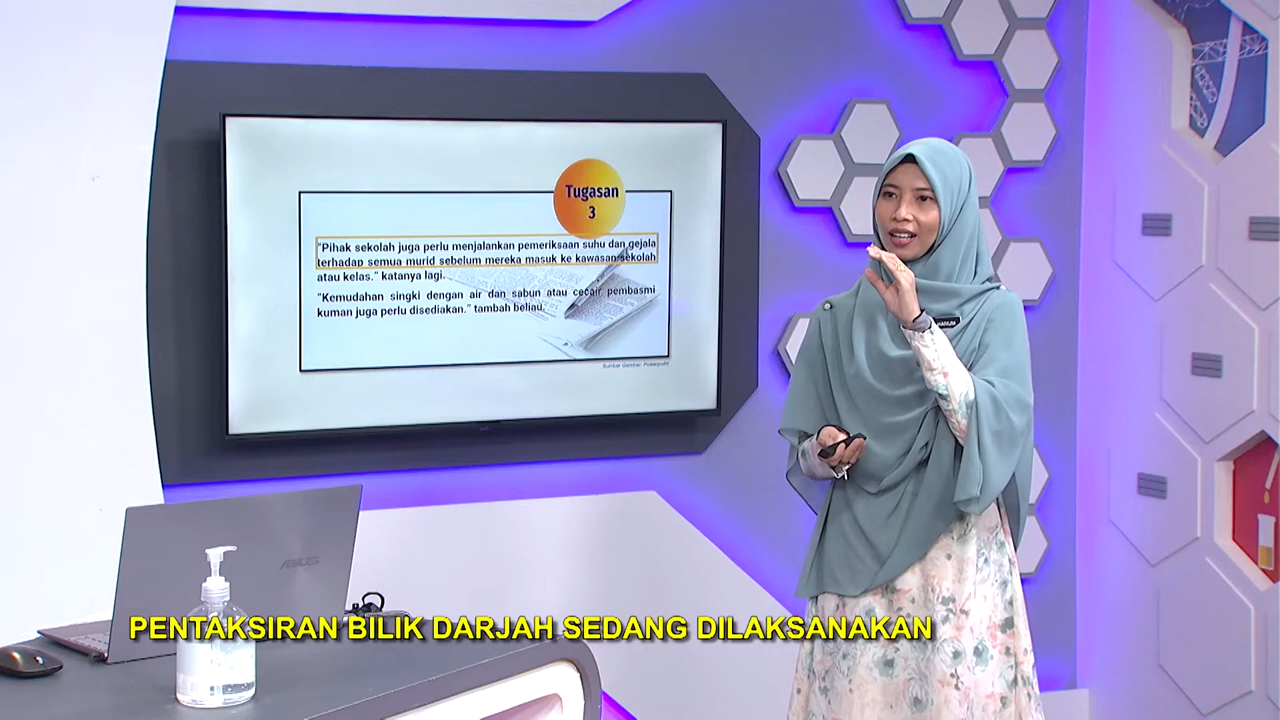 Tugasan
3
"Pihak sekolah juga perlu menjalankan pemeriksaan suhu dan gejala
terhadap semua murid sebelum mereka masuk ke kawasan sekolah
atau kelas." katanya lagi.
"Kemudahan singki dengan air dan sabun atau cecair pembasmi
kuman juga perlu disediakan." tambah beliau.
Sumber Gambar: Powerpoint
HANUM
ASUS
PENTAKSIRAN BILIK DARJAH SEDANG DILAKSANAKAN